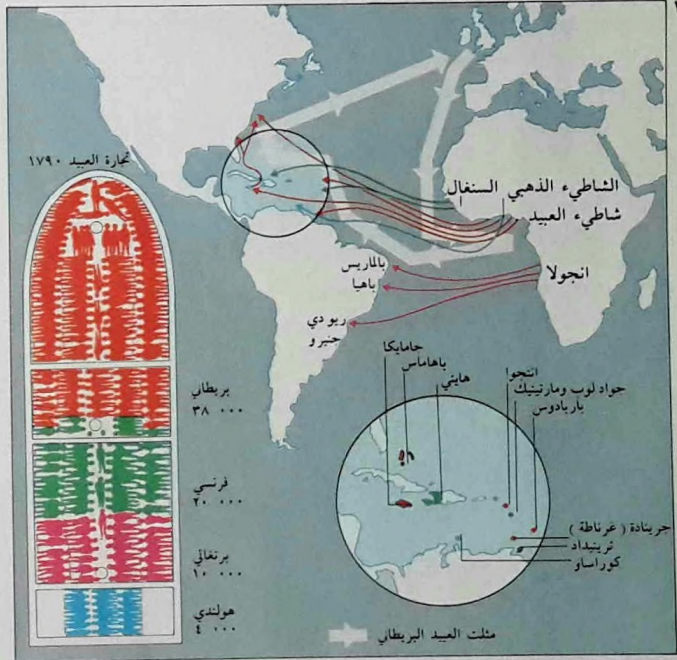 تجارة العبيد ١٧٩٠
الشاطيء الذهبي السنغال
شاطيء العبيد
انجولا
بالماريس
باهيا
ريو دي
جنيرو
جامايكا
باهاماس
هايتي
انتجوا
جواد لوب ومارتينيك
باربادوس
بريطاني
٣٨ ٠٠٠
فرنسي
٢٠ ٠٠٠
برتغالي
١٠ ٠٠٠
هولندي
٤ ٠٠٠
جرينادة ( غرناطة )
ترينيداد
كوراساو
مثلث العبيد البريطاني